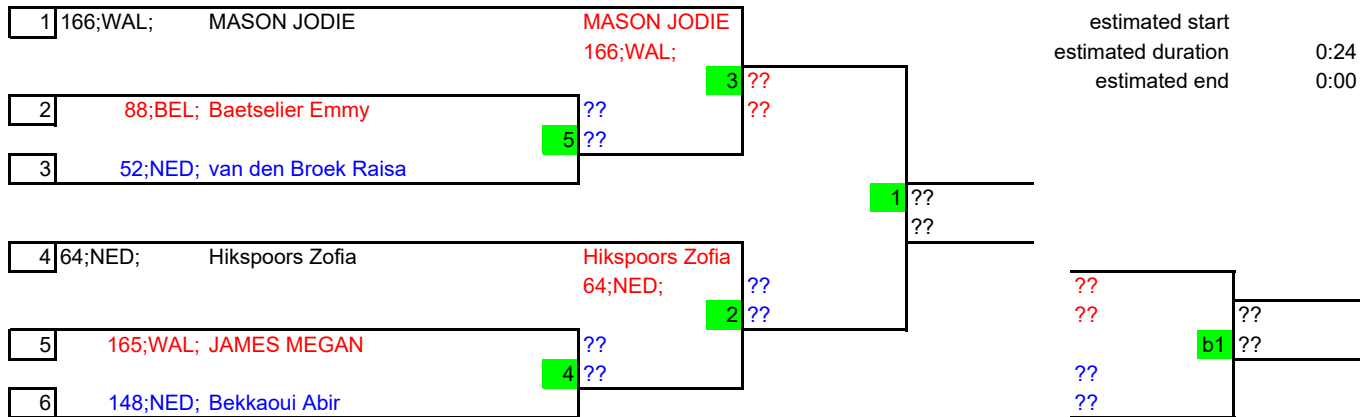 1 166;WAL; MASON JODIE MASON JODIE estimated start
166;WAL; estimated duration 0:24
3 ?? estimated end 0:00
2 88;BEL; Baetselier Emmy ?? ??
5 ??
3 52;NED; van den Broek Raisa
1 ??
??
4 64;NED; Hikspoors Zofia Hikspoors Zofia
64;NED; ?? ??
2 ?? ?? ??
5 165;WAL; JAMES MEGAN ?? b1 ??
4 ?? ??
6 148;NED; Bekkaoui Abir ??